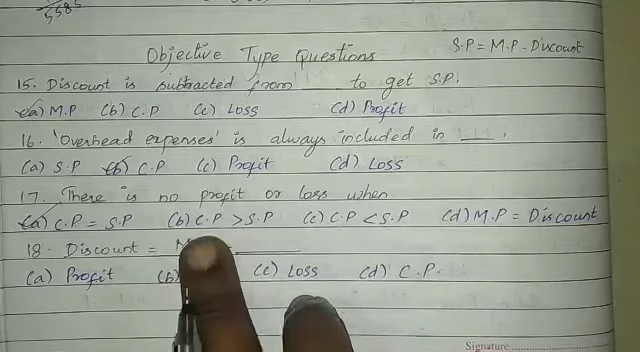 5585
Objective Type Questions S.P = M.P - Discount
15. Discount is subtracted from ___ to get S.P.
(a) M.P (b) C.P (c) Loss (d) Profit
16. 'Overhead expenses' is always included in ___.
(a) S.P (b) C.P (c) Profit (d) Loss
17. There is no profit or loss when
(a) C.P = S.P (b) C.P > S.P (c) C.P < S.P (d) M.P = Discount
18. Discount = M
(a) Profit (b) (c) Loss (d) C.P.
Signature